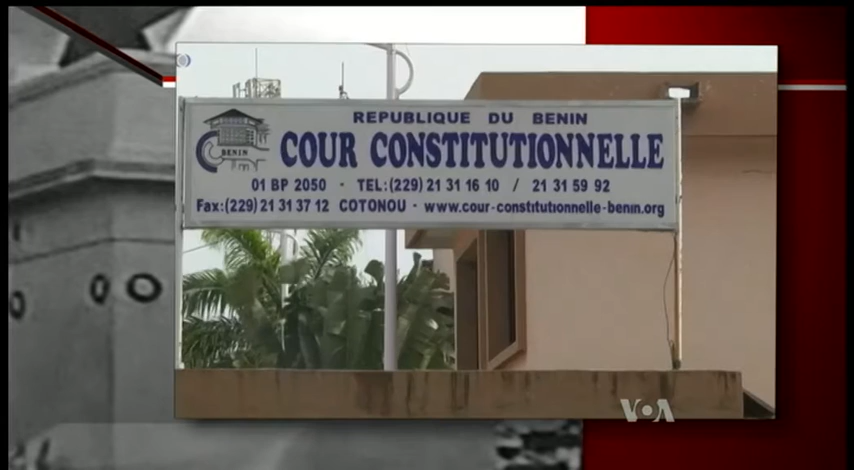 REPUBLIQUE DU BENIN
BENIN
COUR CONSTITUTIONNELLE
01 BP 2050 - TEL:(229) 21 31 16 10 / 21 31 59 92
Fax:(229) 21 31 37 12 COTONOU - www.cour-constitutionnelle-benin.org
VOA